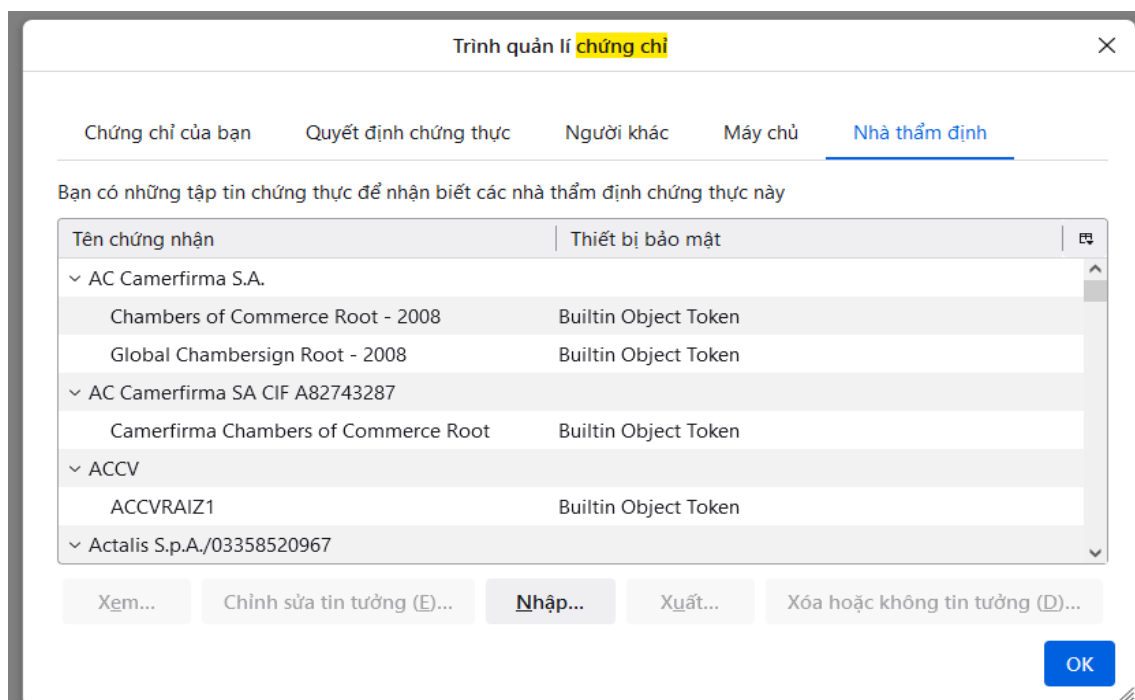 Trình quản lí chứng chỉ
Chứng chỉ của bạn Quyết định chứng thực Người khác Máy chủ Nhà thẩm định
Bạn có những tập tin chứng thực để nhận biết các nhà thẩm định chứng thực này
Tên chứng nhận Thiết bị bảo mật
AC Camerfirma S.A.
Chambers of Commerce Root - 2008 Builtin Object Token
Global Chambersign Root - 2008 Builtin Object Token
AC Camerfirma SA CIF A82743287
Camerfirma Chambers of Commerce Root Builtin Object Token
ACCV
ACCVRAIZ1 Builtin Object Token
Actalis S.p.A./03358520967
Xem... Chỉnh sửa tin tưởng (E)... Nhập... Xuất... Xóa hoặc không tin tưởng (D)...
OK